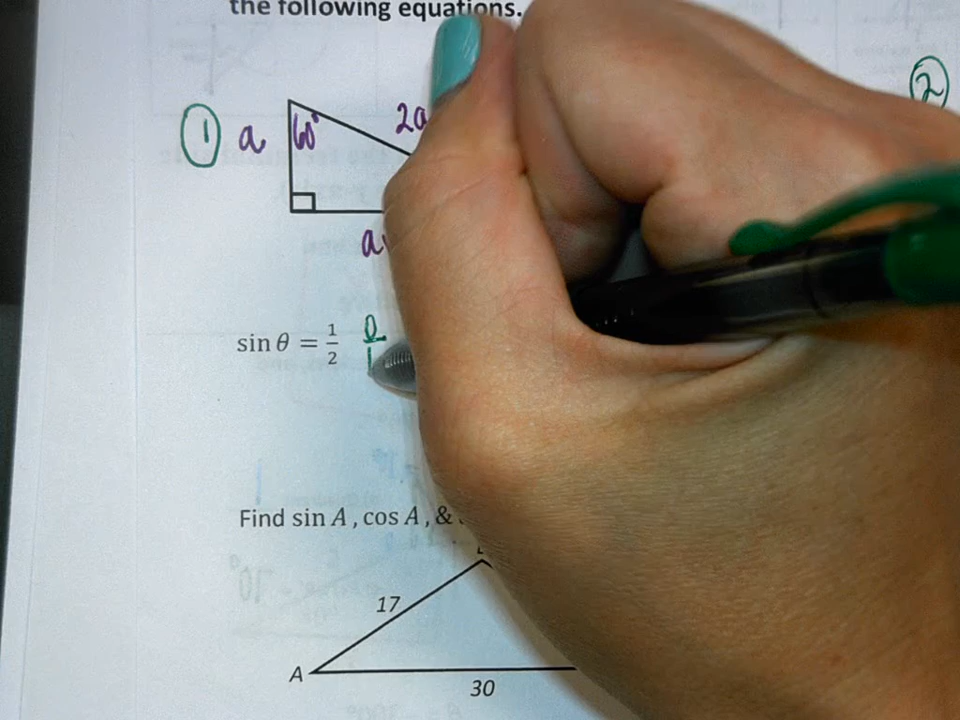 the following equations.
① a 60° 2a
②
a
sin θ = 1/2 O/
Find sin A , cos A , &
17
A
30